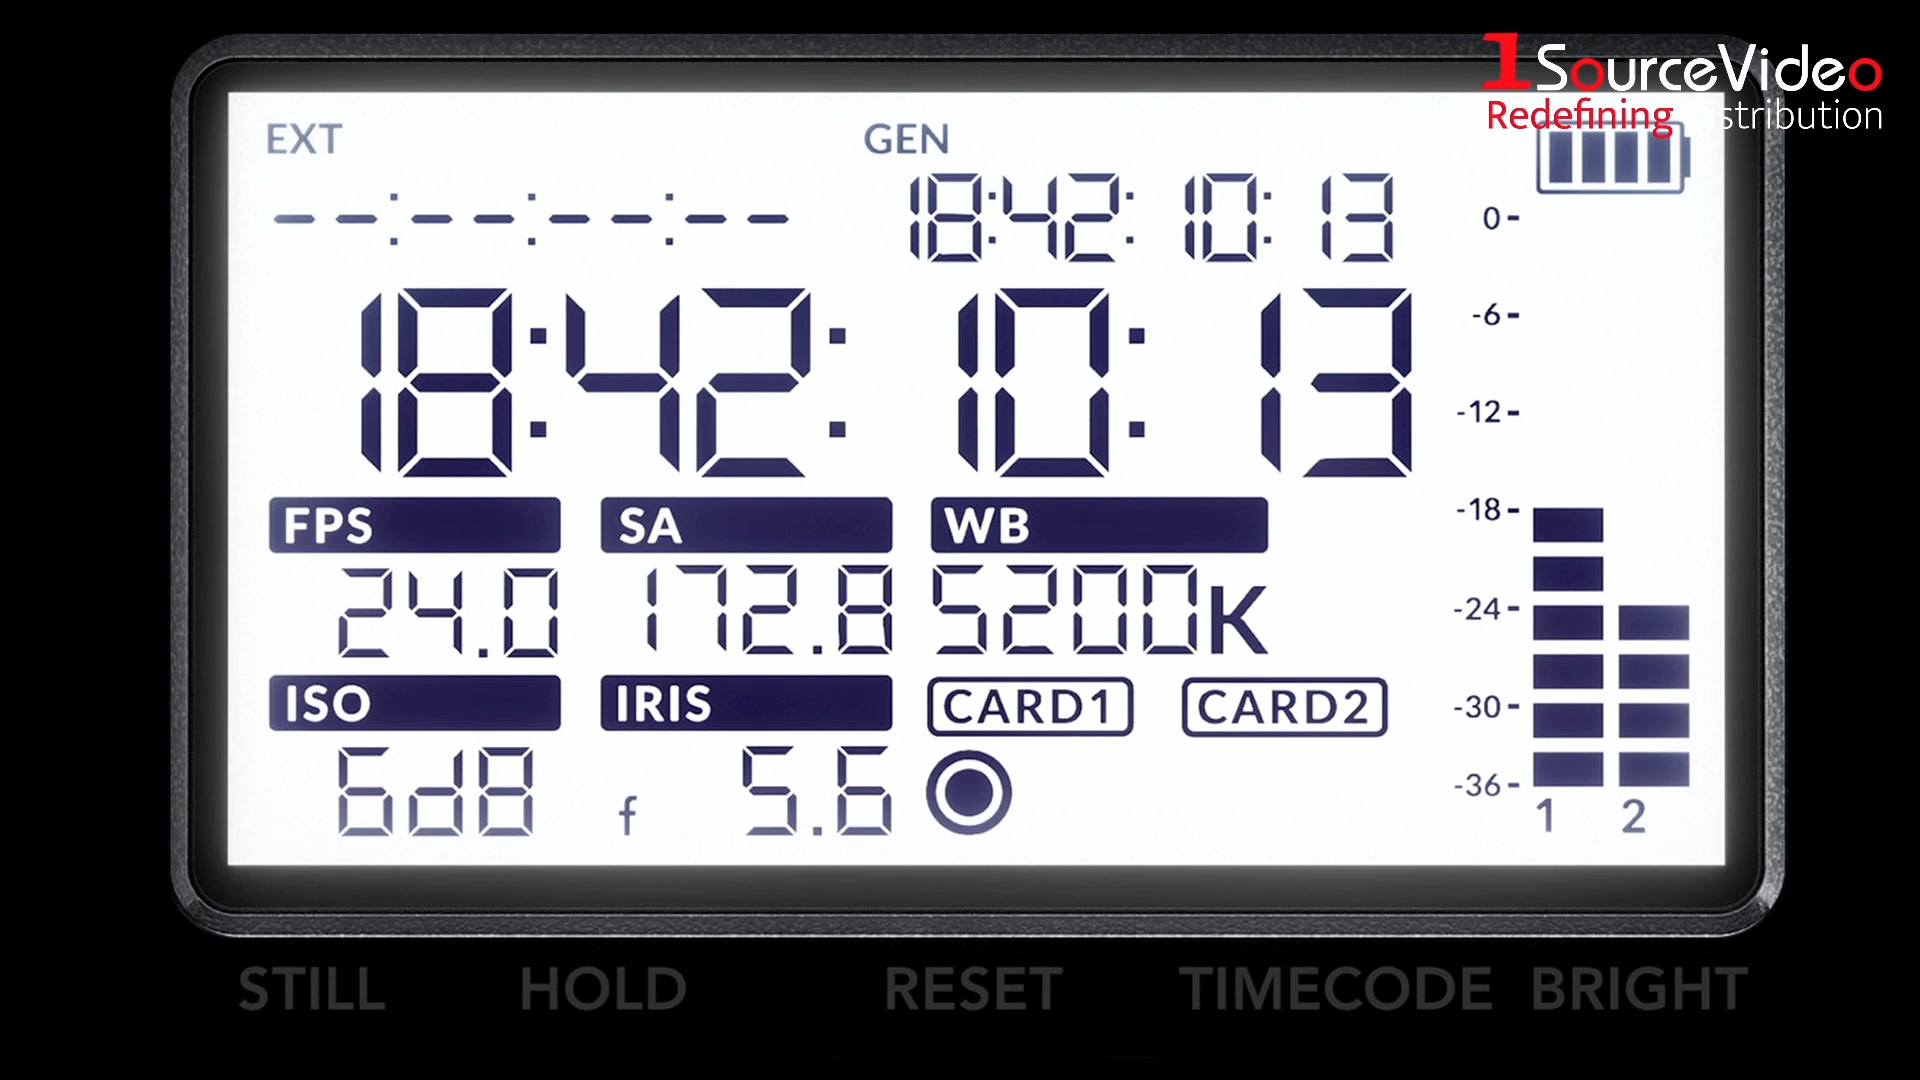 1SourceVideo
Redefining Distribution
EXT
GEN
--:--:--:--
18:42:10:13
18:42:10:13
0-
-6-
-12-
-18-
-24-
-30-
-36-
1 2
FPS SA WB
24.0 172.8 5200K
ISO IRIS CARD1 CARD2
6dB f 5.6
STILL HOLD RESET TIMECODE BRIGHT